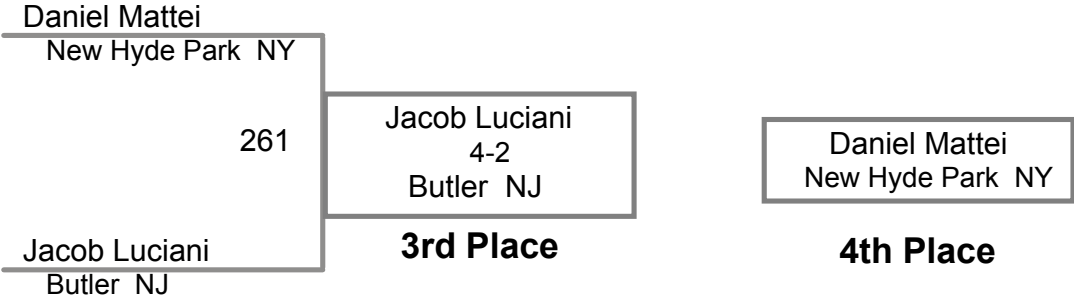 Daniel Mattei
New Hyde Park NY
261
Jacob Luciani
Butler NJ
Jacob Luciani
4-2
Butler NJ
3rd Place
Daniel Mattei
New Hyde Park NY
4th Place